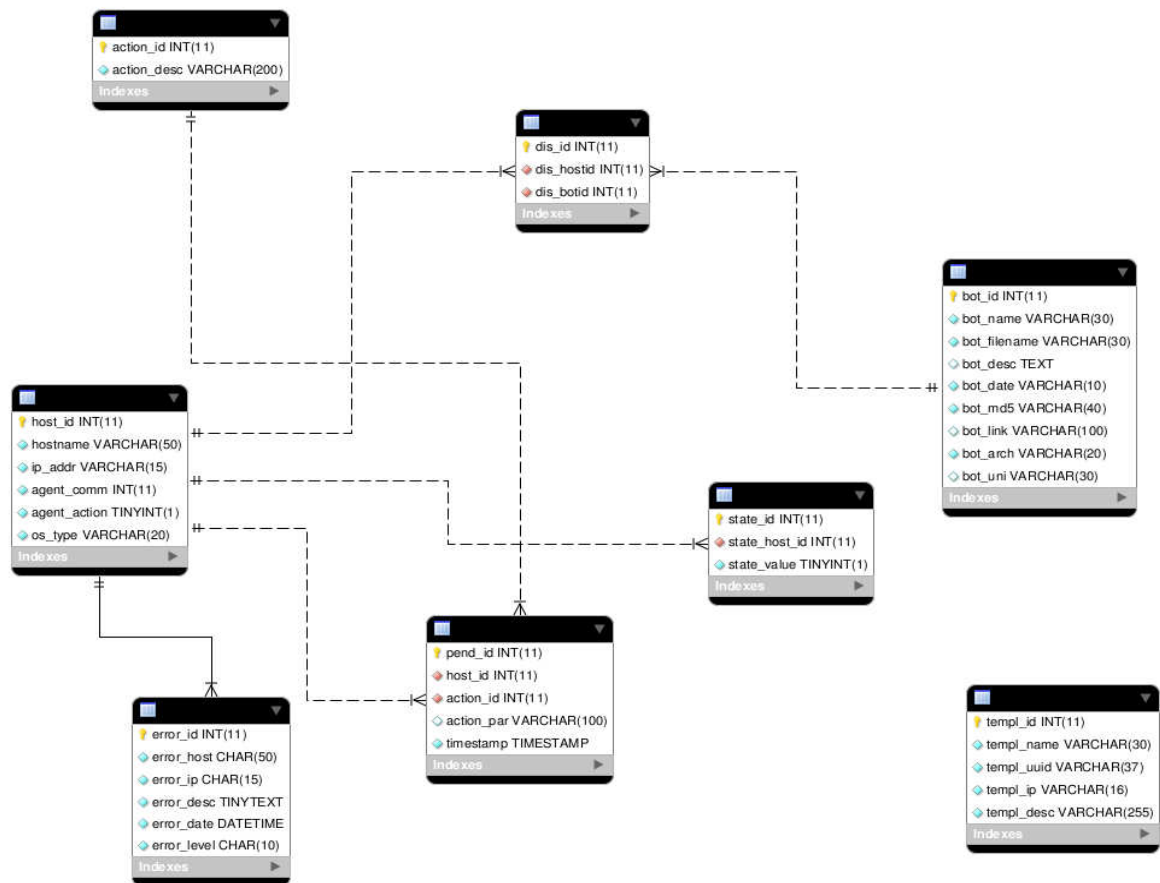 action_id INT(11)
action_desc VARCHAR(200)
Indexes
dis_id INT(11)
dis_hostid INT(11)
dis_botid INT(11)
Indexes
bot_id INT(11)
bot_name VARCHAR(30)
bot_filename VARCHAR(30)
bot_desc TEXT
bot_date VARCHAR(10)
bot_md5 VARCHAR(40)
bot_link VARCHAR(100)
bot_arch VARCHAR(20)
bot_uni VARCHAR(30)
Indexes
host_id INT(11)
hostname VARCHAR(50)
ip_addr VARCHAR(15)
agent_comm INT(11)
agent_action TINYINT(1)
os_type VARCHAR(20)
Indexes
state_id INT(11)
state_host_id INT(11)
state_value TINYINT(1)
Indexes
pend_id INT(11)
host_id INT(11)
action_id INT(11)
action_par VARCHAR(100)
timestamp TIMESTAMP
Indexes
error_id INT(11)
error_host CHAR(50)
error_ip CHAR(15)
error_desc TINYTEXT
error_date DATETIME
error_level CHAR(10)
Indexes
templ_id INT(11)
templ_name VARCHAR(30)
templ_uuid VARCHAR(37)
templ_ip VARCHAR(16)
templ_desc VARCHAR(255)
Indexes